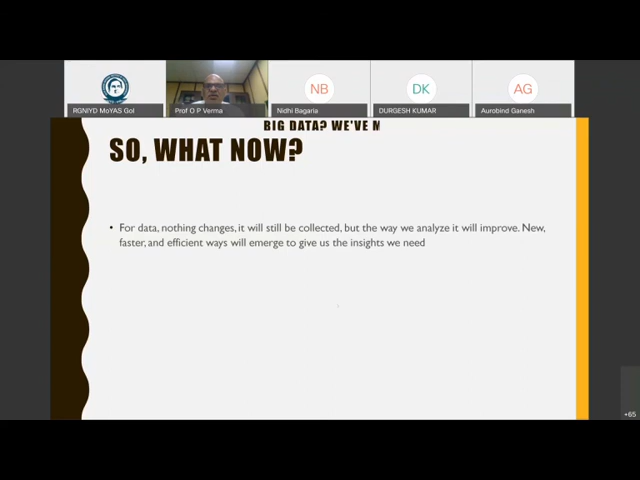 RGNIYD MoYAS GoI
Prof O P Verma
NB
Nidhi Bagaria
DK
DURGESH KUMAR
AG
Aurobind Ganesh
BIG DATA? WE'VE M
SO, WHAT NOW?
• For data, nothing changes, it will still be collected, but the way we analyze it will improve. New,
faster, and efficient ways will emerge to give us the insights we need
+65